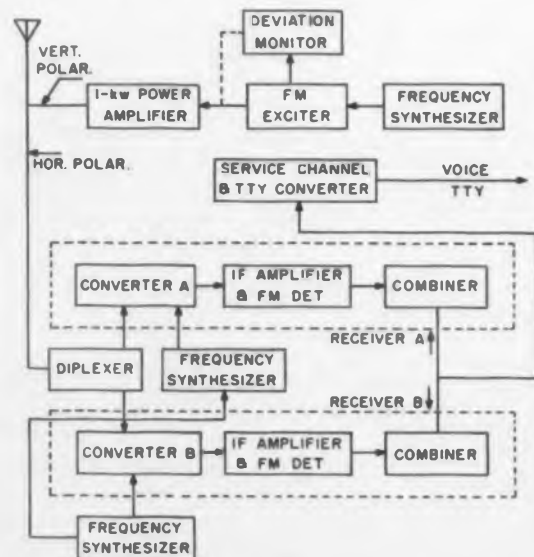 DEVIATION
MONITOR
VERT.
POLAR.
1-kw POWER
AMPLIFIER
FM
EXCITER
FREQUENCY
SYNTHESIZER
HOR. POLAR.
SERVICE CHANNEL
& TTY CONVERTER
VOICE
TTY
CONVERTER A
IF AMPLIFIER
& FM DET
COMBINER
RECEIVER A
DIPLEXER
FREQUENCY
SYNTHESIZER
RECEIVER B
CONVERTER B
IF AMPLIFIER
& FM DET
COMBINER
FREQUENCY
SYNTHESIZER